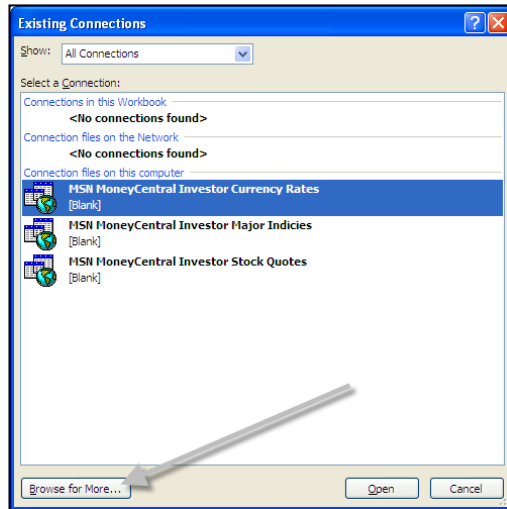 Existing Connections
Show: All Connections
Select a Connection:
Connections in this Workbook
<No connections found>
Connection files on the Network
<No connections found>
Connection files on this computer
MSN MoneyCentral Investor Currency Rates
[Blank]
MSN MoneyCentral Investor Major Indicies
[Blank]
MSN MoneyCentral Investor Stock Quotes
[Blank]
Browse for More... Open Cancel